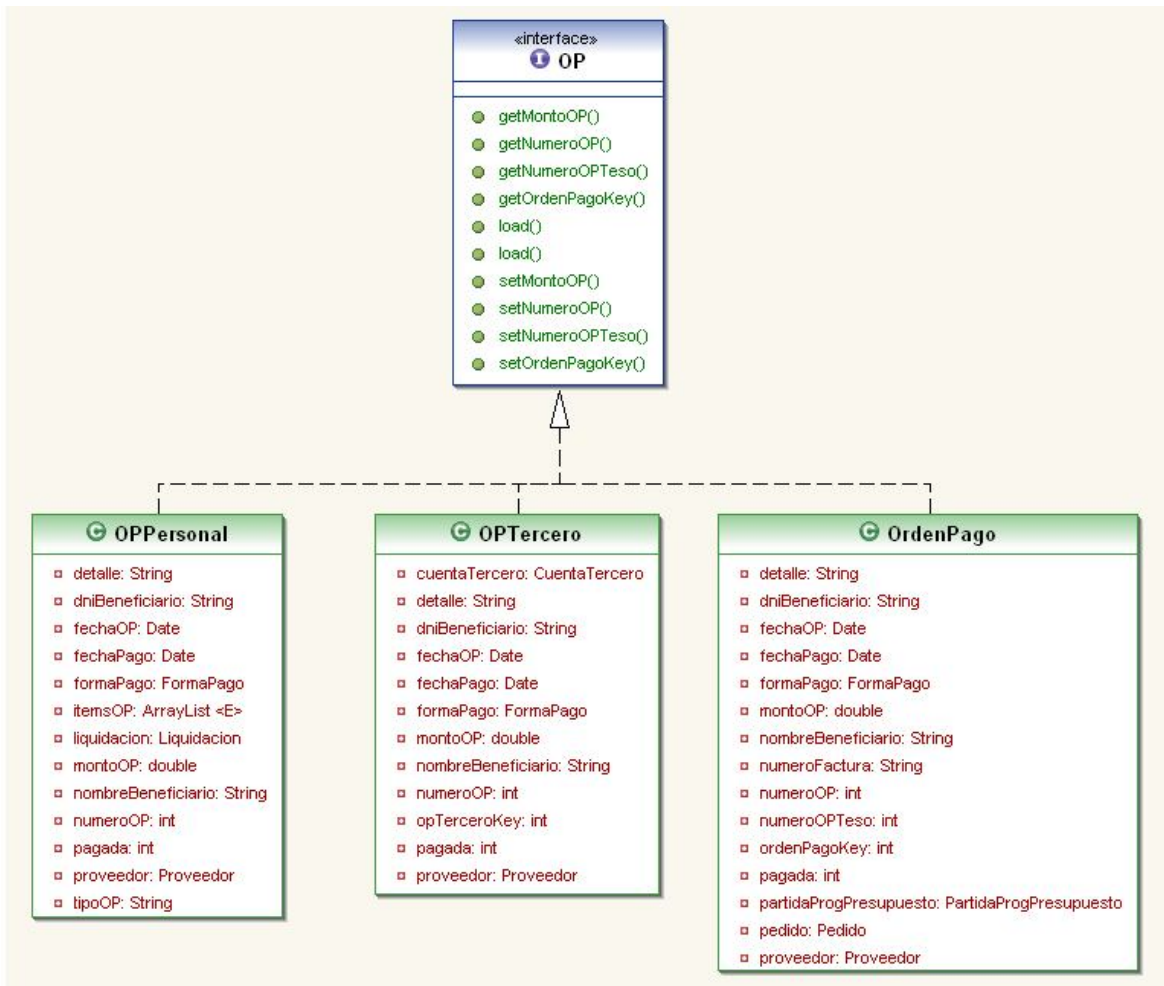 «interface»
OP
getMontoOP()
getNumeroOP()
getNumeroOPTeso()
getOrdenPagoKey()
load()
load()
setMontoOP()
setNumeroOP()
setNumeroOPTeso()
setOrdenPagoKey()
OPPersonal
detalle: String
dniBeneficiario: String
fechaOP: Date
fechaPago: Date
formaPago: FormaPago
itemsOP: ArrayList <E>
liquidacion: Liquidacion
montoOP: double
nombreBeneficiario: String
numeroOP: int
pagada: int
proveedor: Proveedor
tipoOP: String
OPTercero
cuentaTercero: CuentaTercero
detalle: String
dniBeneficiario: String
fechaOP: Date
fechaPago: Date
formaPago: FormaPago
montoOP: double
nombreBeneficiario: String
numeroOP: int
opTerceroKey: int
pagada: int
proveedor: Proveedor
OrdenPago
detalle: String
dniBeneficiario: String
fechaOP: Date
fechaPago: Date
formaPago: FormaPago
montoOP: double
nombreBeneficiario: String
numeroFactura: String
numeroOP: int
numeroOPTeso: int
ordenPagoKey: int
pagada: int
partidaProgPresupuesto: PartidaProgPresupuesto
pedido: Pedido
proveedor: Proveedor